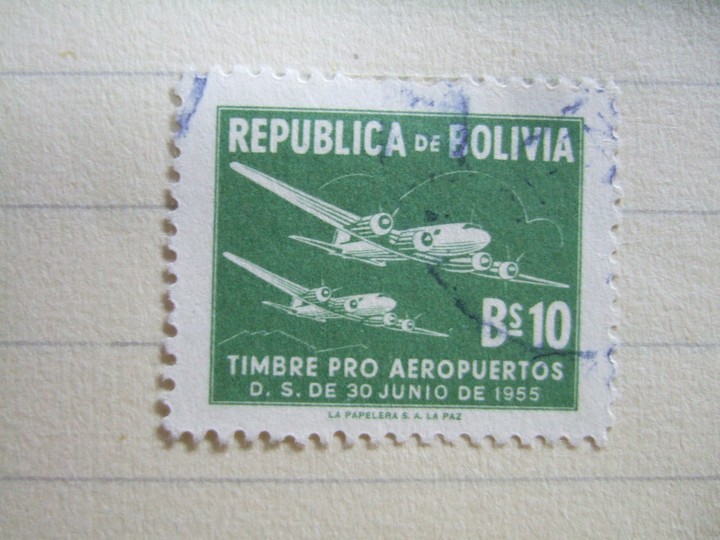 REPUBLICA DE BOLIVIA
Bs 10
TIMBRE PRO AEROPUERTOS
D. S. DE 30 JUNIO DE 1955
LA PAPELERA S. A. LA PAZ